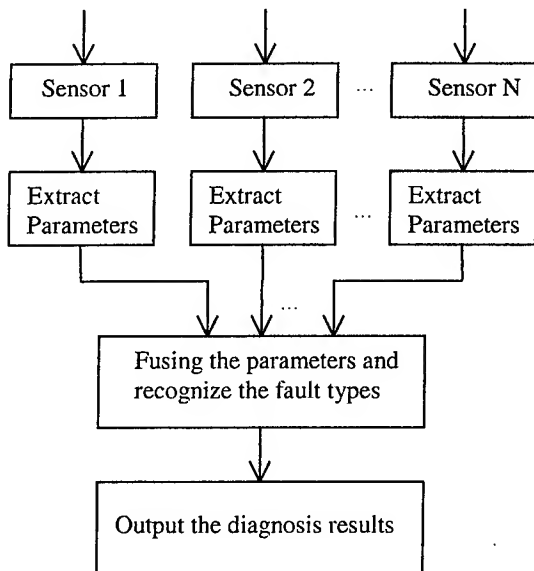 Sensor 1
Sensor 2
...
Sensor N
Extract
Parameters
Extract
Parameters
...
Extract
Parameters
...
Fusing the parameters and
recognize the fault types
Output the diagnosis results